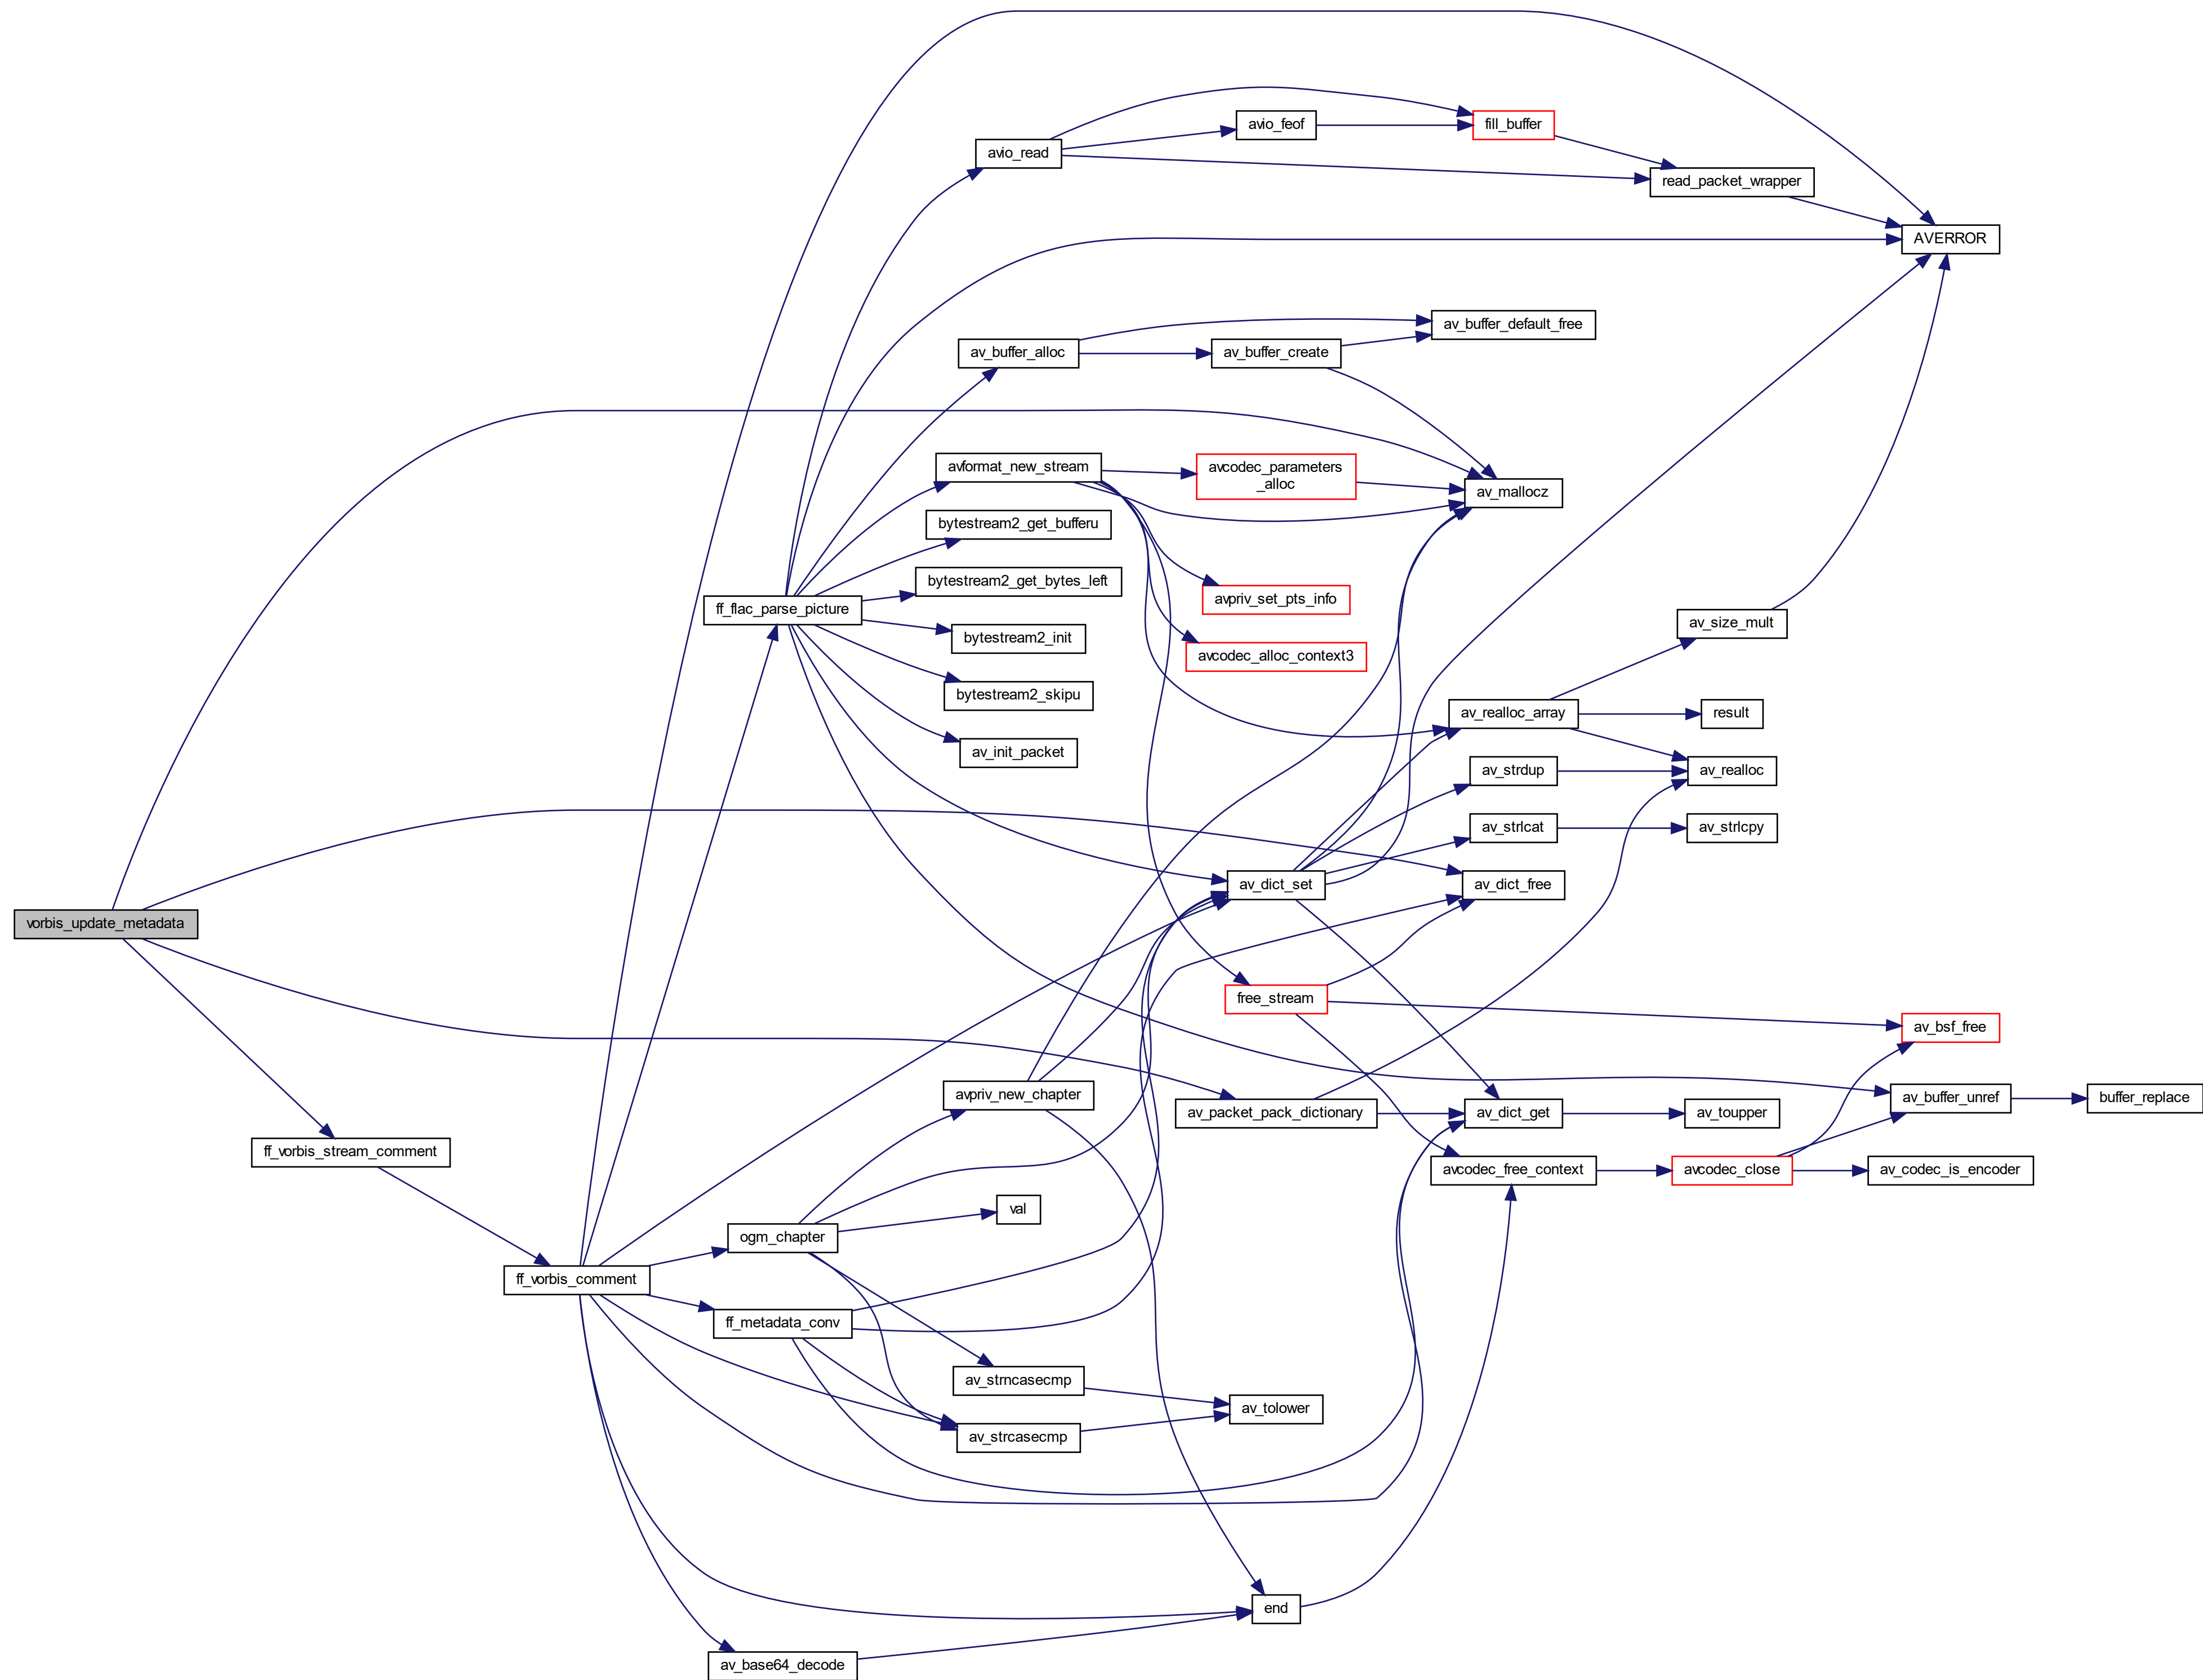 fill_buffer
avio_feof
avio_read
read_packet_wrapper
AVERROR
av_buffer_default_free
av_buffer_alloc
av_buffer_create
avformat_new_stream
avcodec_parameters
_alloc
av_mallocz
bytestream2_get_bufferu
bytestream2_get_bytes_left
ff_flac_parse_picture
avpriv_set_pts_info
bytestream2_init
av_size_mult
avcodec_alloc_context3
bytestream2_skipu
av_realloc_array
result
av_init_packet
av_strdup
av_realloc
av_strlcat
av_strlcpy
av_dict_set
av_dict_free
vorbis_update_metadata
free_stream
av_bsf_free
avpriv_new_chapter
av_buffer_unref
buffer_replace
av_packet_pack_dictionary
av_dict_get
av_toupper
ff_vorbis_stream_comment
avcodec_free_context
avcodec_close
av_codec_is_encoder
val
ogm_chapter
ff_vorbis_comment
ff_metadata_conv
av_strncasecmp
av_tolower
av_strcasecmp
end
av_base64_decode